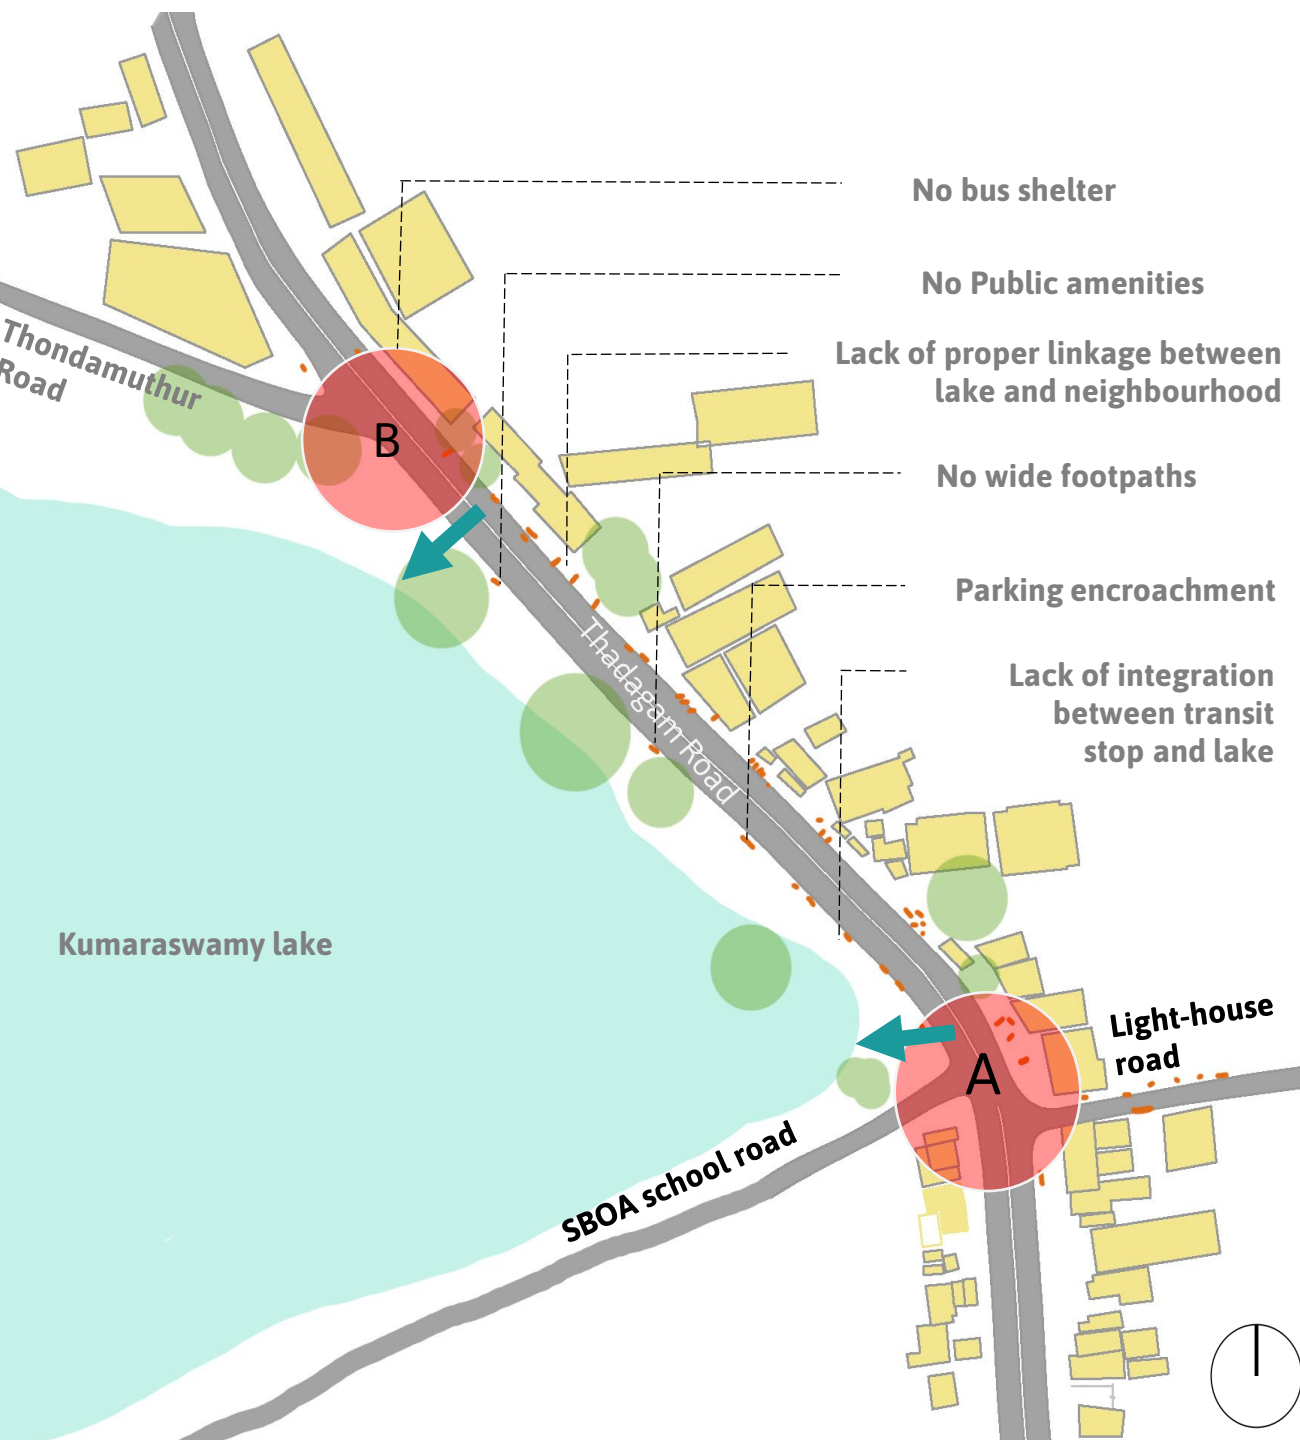 No bus shelter
No Public amenities
Thondamuthur
Road
Lack of proper linkage between
lake and neighbourhood
B
No wide footpaths
Parking encroachment
Thadagam Road
Lack of integration
between transit
stop and lake
Kumaraswamy lake
Light-house
road
A
SBOA school road